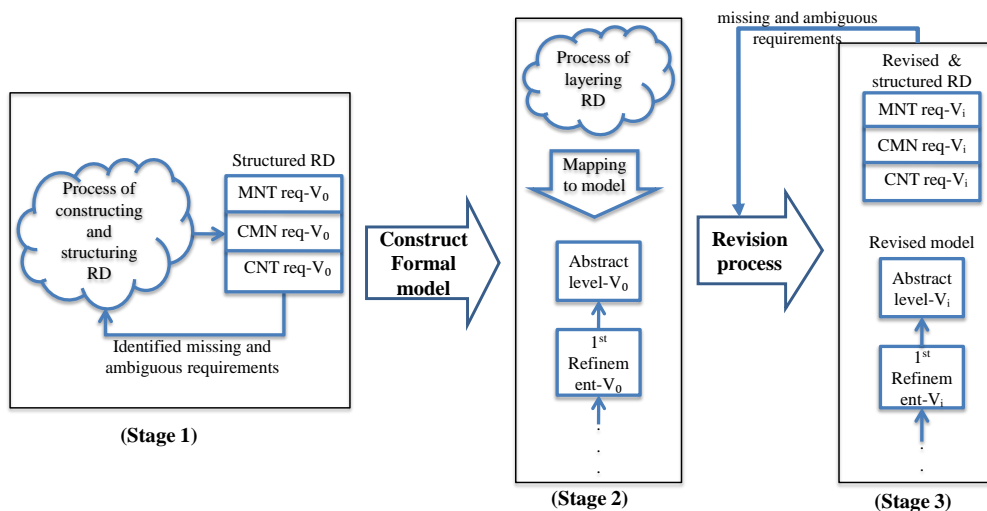 Process of
constructing
and
structuring
RD
Structured RD
MNT req-V₀
CMN req-V₀
CNT req-V₀
Identified missing and
ambiguous requirements
(Stage 1)
Construct
Formal
model
Process of
layering
RD
Mapping
to model
Abstract
level-V₀
1st
Refinem
ent-V₀
.
.
.
(Stage 2)
missing and ambiguous
requirements
Revision
process
Revised &
structured RD
MNT req-Vᵢ
CMN req-Vᵢ
CNT req-Vᵢ
Revised model
Abstract
level-Vᵢ
1st
Refinem
ent-Vᵢ
.
.
(Stage 3)